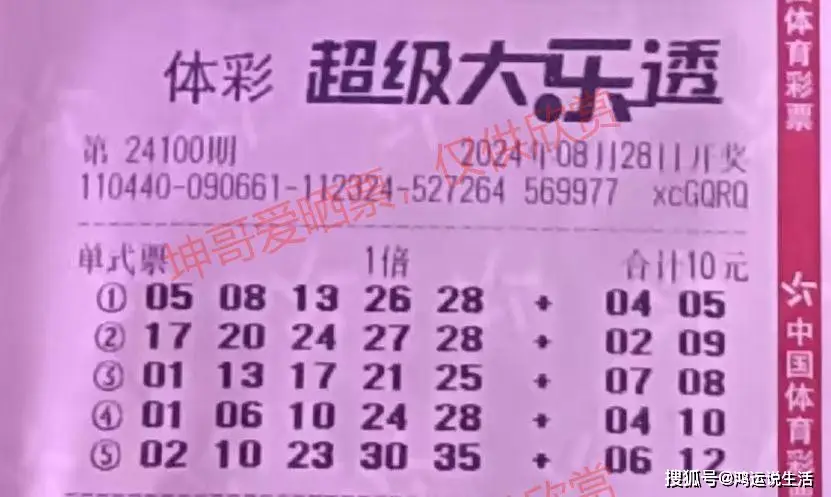 体彩 超级大乐透
第 24100期 2024年08月28日开奖
110440-090661-112324-527264 569977 xcGQRQ
单式票 1倍 合计10元
① 05 08 13 26 28 + 04 05
② 17 20 24 27 28 + 02 09
③ 01 13 17 21 25 + 07 08
④ 01 06 10 24 28 + 04 10
⑤ 02 10 23 30 35 + 06 12
坤哥爱晒票,仅供欣赏
欣赏
体育彩票
中国体育彩
搜狐号@鸿运说生活